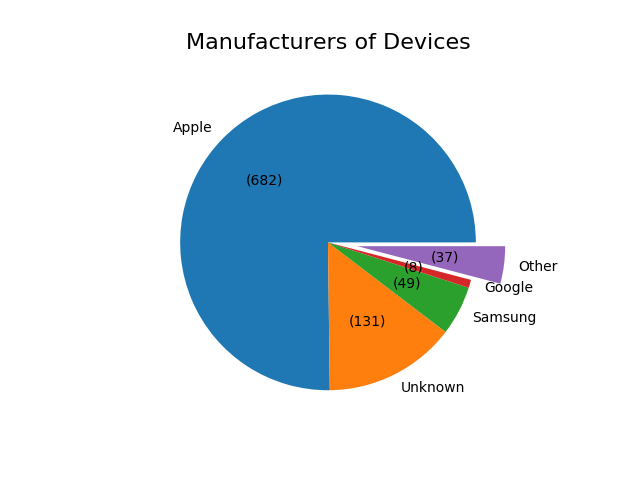 Manufacturers of Devices
Apple
(682)
(37)
Other
(8)
Google
(49)
Samsung
(131)
Unknown